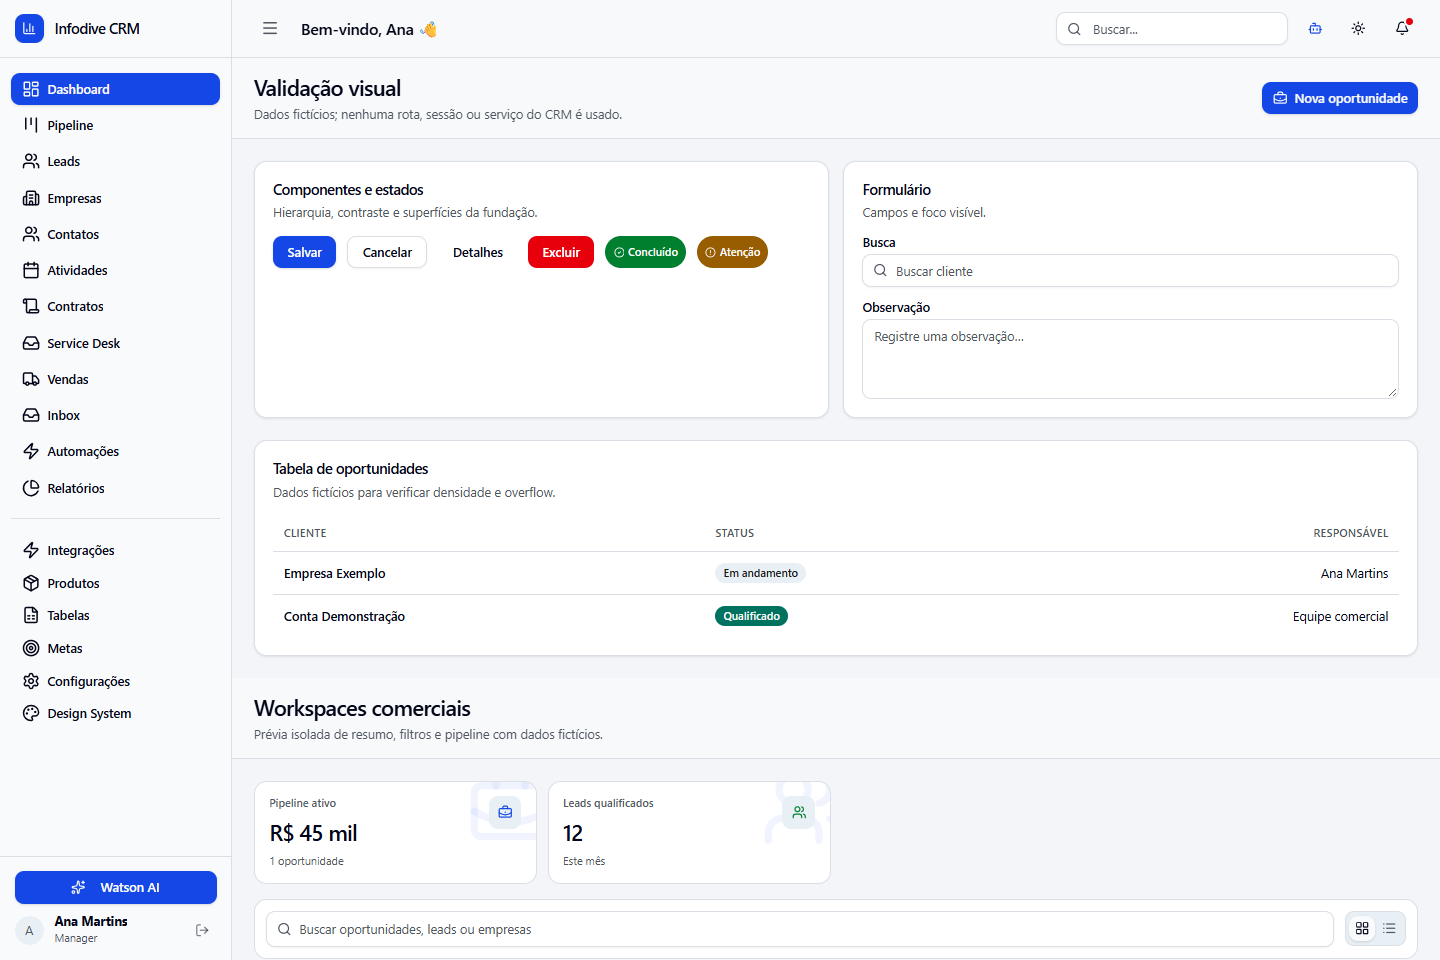 Infodive CRM
Bem-vindo, Ana 👋
Buscar...
Dashboard
Pipeline
Leads
Empresas
Contatos
Atividades
Contratos
Service Desk
Vendas
Inbox
Automações
Relatórios
Integrações
Produtos
Tabelas
Metas
Configurações
Design System
Watson AI
A
Ana Martins
Manager
Validação visual
Dados fictícios; nenhuma rota, sessão ou serviço do CRM é usado.
Nova oportunidade
Componentes e estados
Hierarquia, contraste e superfícies da fundação.
Salvar Cancelar Detalhes Excluir Concluído Atenção
Formulário
Campos e foco visível.
Busca
Buscar cliente
Observação
Registre uma observação...
Tabela de oportunidades
Dados fictícios para verificar densidade e overflow.
CLIENTE STATUS RESPONSÁVEL
Empresa Exemplo Em andamento Ana Martins
Conta Demonstração Qualificado Equipe comercial
Workspaces comerciais
Prévia isolada de resumo, filtros e pipeline com dados fictícios.
Pipeline ativo
R$ 45 mil
1 oportunidade
Leads qualificados
12
Este mês
Buscar oportunidades, leads ou empresas